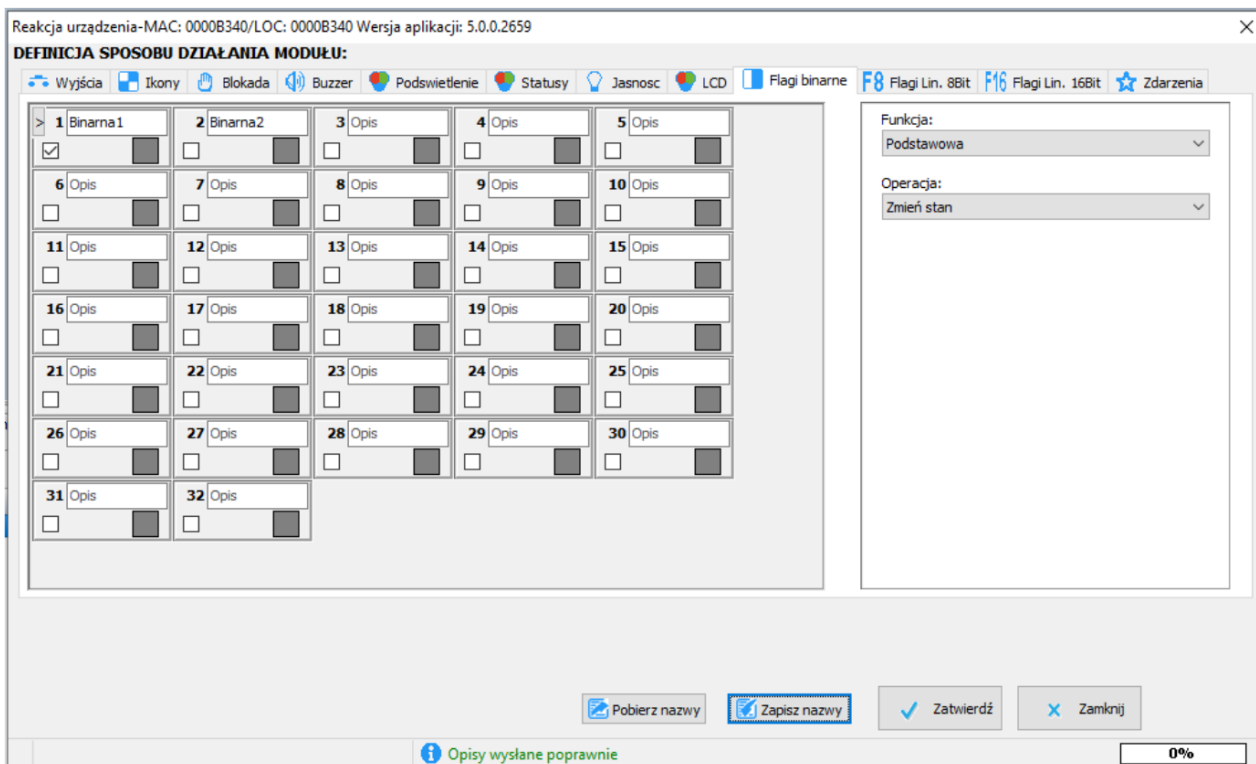 Reakcja urządzenia-MAC: 0000B340/LOC: 0000B340 Wersja aplikacji: 5.0.0.2659
DEFINICJA SPOSOBU DZIAŁANIA MODUŁU:
Wyjścia Ikony Blokada Buzzer Podswietlenie Statusy Jasnosc LCD Flagi binarne F8 Flagi Lin. 8Bit F16 Flagi Lin. 16Bit Zdarzenia
> 1 Binarna1 2 Binarna2 3 Opis 4 Opis 5 Opis
6 Opis 7 Opis 8 Opis 9 Opis 10 Opis
11 Opis 12 Opis 13 Opis 14 Opis 15 Opis
16 Opis 17 Opis 18 Opis 19 Opis 20 Opis
21 Opis 22 Opis 23 Opis 24 Opis 25 Opis
26 Opis 27 Opis 28 Opis 29 Opis 30 Opis
31 Opis 32 Opis
Funkcja:
Podstawowa
Operacja:
Zmień stan
Pobierz nazwy Zapisz nazwy Zatwierdź Zamknij
Opisy wysłane poprawnie 0%